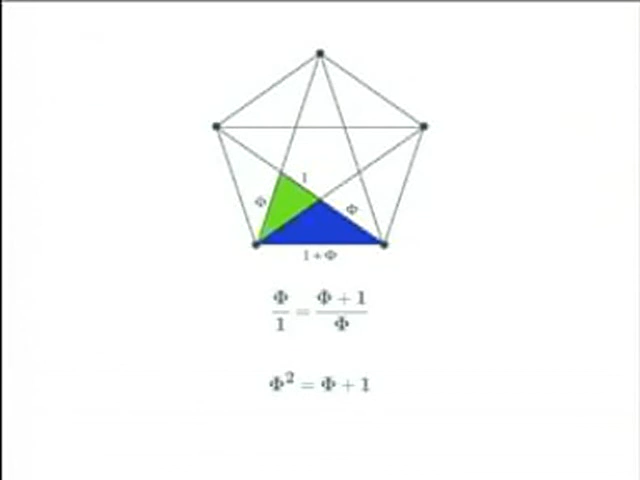 1
Φ Φ
1 + Φ
Φ/1 = Φ + 1/Φ
Φ² = Φ + 1